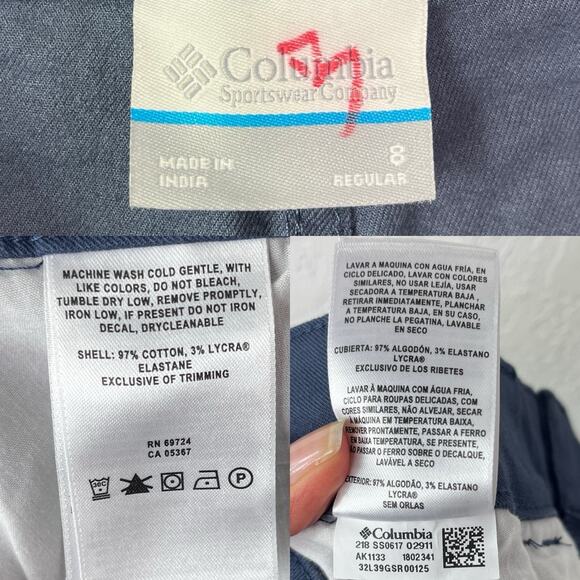 Columbia
Sportswear Company
MADE IN
INDIA
8
REGULAR
MACHINE WASH COLD GENTLE, WITH
LIKE COLORS, DO NOT BLEACH,
TUMBLE DRY LOW, REMOVE PROMPTLY,
IRON LOW, IF PRESENT DO NOT IRON
DECAL, DRYCLEANABLE
SHELL: 97% COTTON, 3% LYCRA®
ELASTANE
EXCLUSIVE OF TRIMMING
RN 69724
CA 05367
30C
P
LAVAR A MAQUINA CON AGUA FRÍA, EN
CICLO DELICADO, LAVAR CON COLORES
SIMILARES, NO USAR LEJÍA, USAR
SECADORA A TEMPERATURA BAJA ,
RETIRAR INMEDIATAMENTE, PLANCHAR
A TEMPERATURA BAJA, EN SU CASO,
NO PLANCHE LA PEGATINA, LAVABLE
EN SECO
CUBIERTA: 97% ALGODÓN, 3% ELASTANO
LYCRA®
EXCLUSIVO DE LOS RIBETES
LAVAR À MAQUINA COM ÁGUA FRIA,
CICLO PARA ROUPAS DELICADAS, COM
CORES SIMILARES, NÃO ALVEJAR, SECAR
À MÁQUINA EM TEMPERATURA BAIXA,
REMOVER PRONTAMENTE, PASSAR A FERRO
EM BAIXA TEMPERATURA, SE PRESENTE,
NÃO PASSAR O FERRO SOBRE O DECALQUE,
LAVÁVEL A SECO
EXTERIOR: 97% ALGODÃO, 3% ELASTANO
LYCRA®
SEM ORLAS
Columbia
218 SS0617 02911
AK1133 1802341
32L39GSR00125